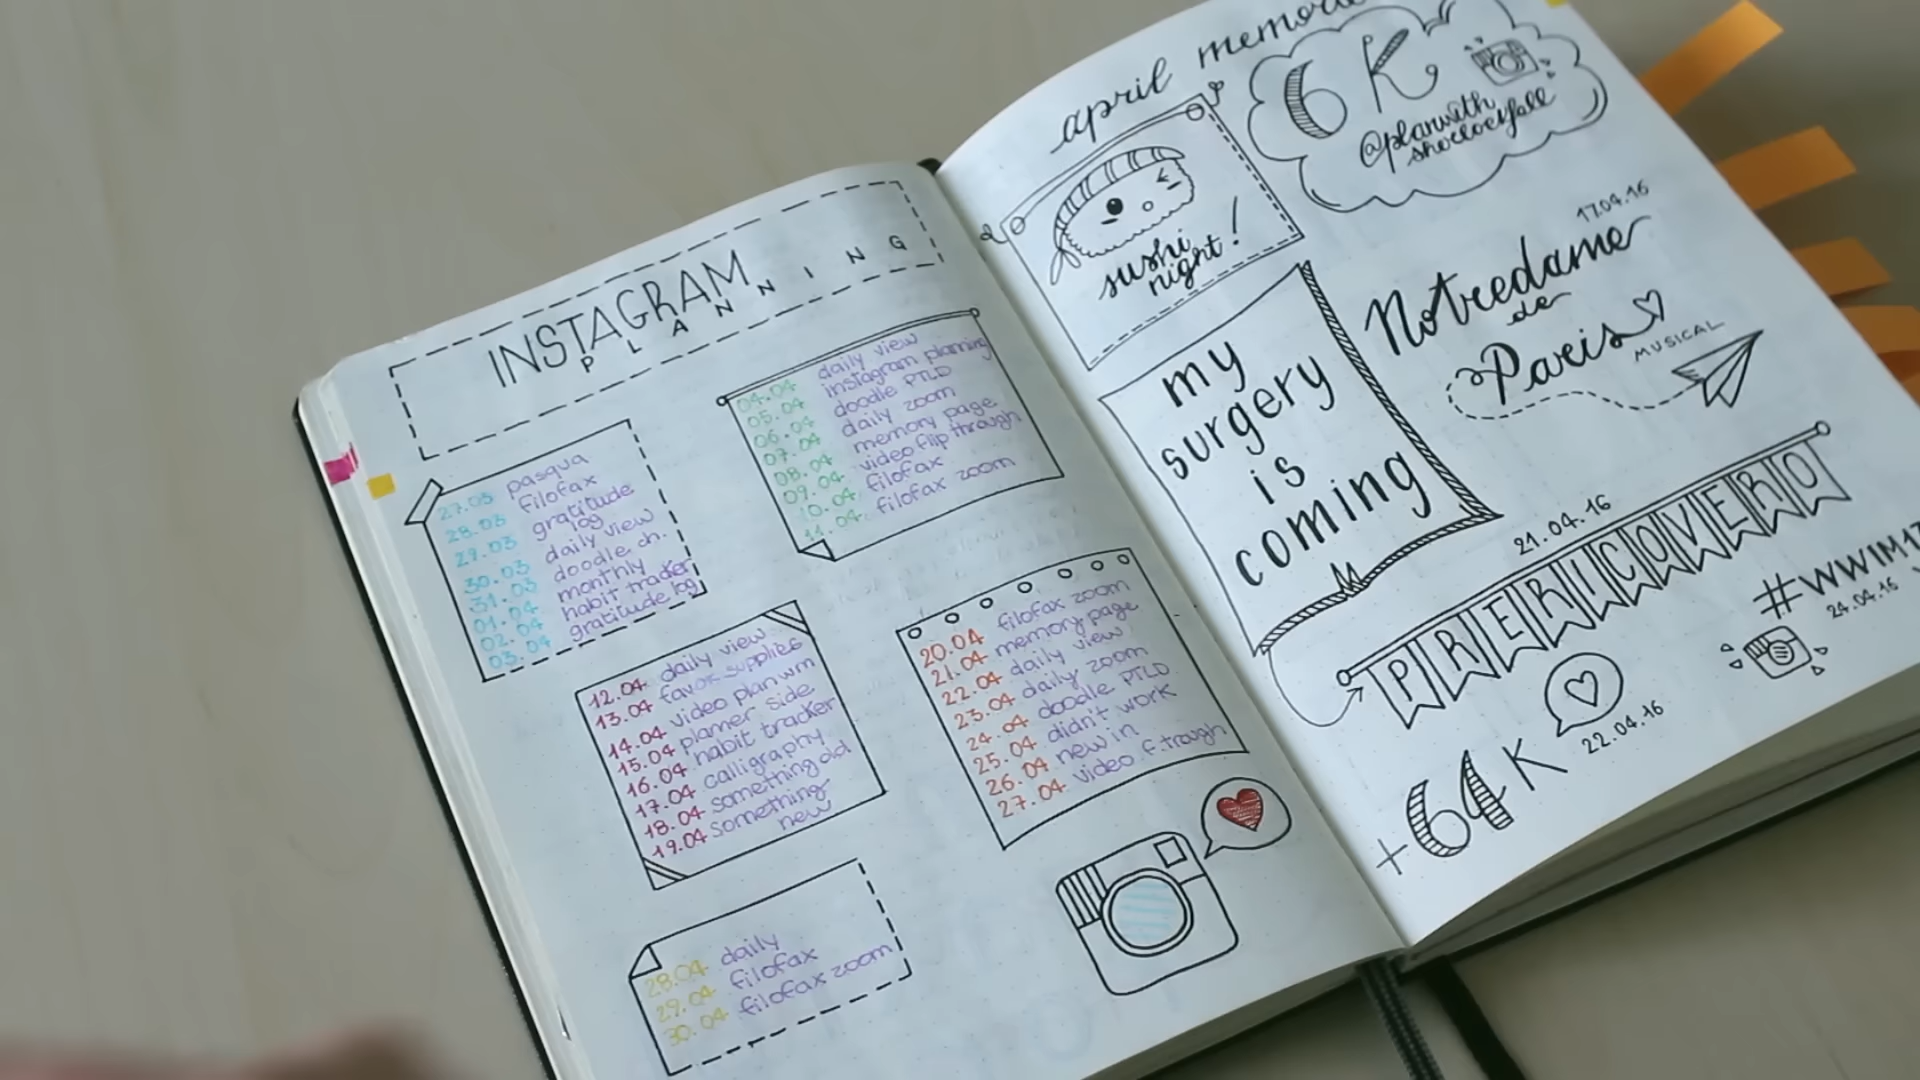 INSTAGRAM
PLANNING
27.03 pasqua
28.03 filofax
29.03 gratitude
log
30.03 daily view
31.03 doodle ch.
01.04 monthly
02.04 habit tracker
03.04 gratitude log
04.04 daily view
05.04 instagram planning
06.04 doodle PTLD
07.04 daily zoom
08.04 memory page
09.04 video flip through
10.04 filofax
11.04 filofax zoom
12.04 daily view
13.04 favor supplies
14.04 video plan wm
15.04 planner side
16.04 habit tracker
17.04 calligraphy
18.04 something old
19.04 something
new
20.04 filofax zoom
21.04 memory page
22.04 daily view
23.04 daily zoom
24.04 doodle PTLD
25.04 didn't work
26.04 new in
27.04 video f.trough
28.04 daily
29.04 filofax
30.04 filofax zoom
april
6K
@planwith
sushi
night!
17.04.16
Notredame
de
Paris
MUSICAL
my
surgery
is
coming
21.04.16
PRERICOVERO
#WWIM13
24.04.16
22.04.16
+64K